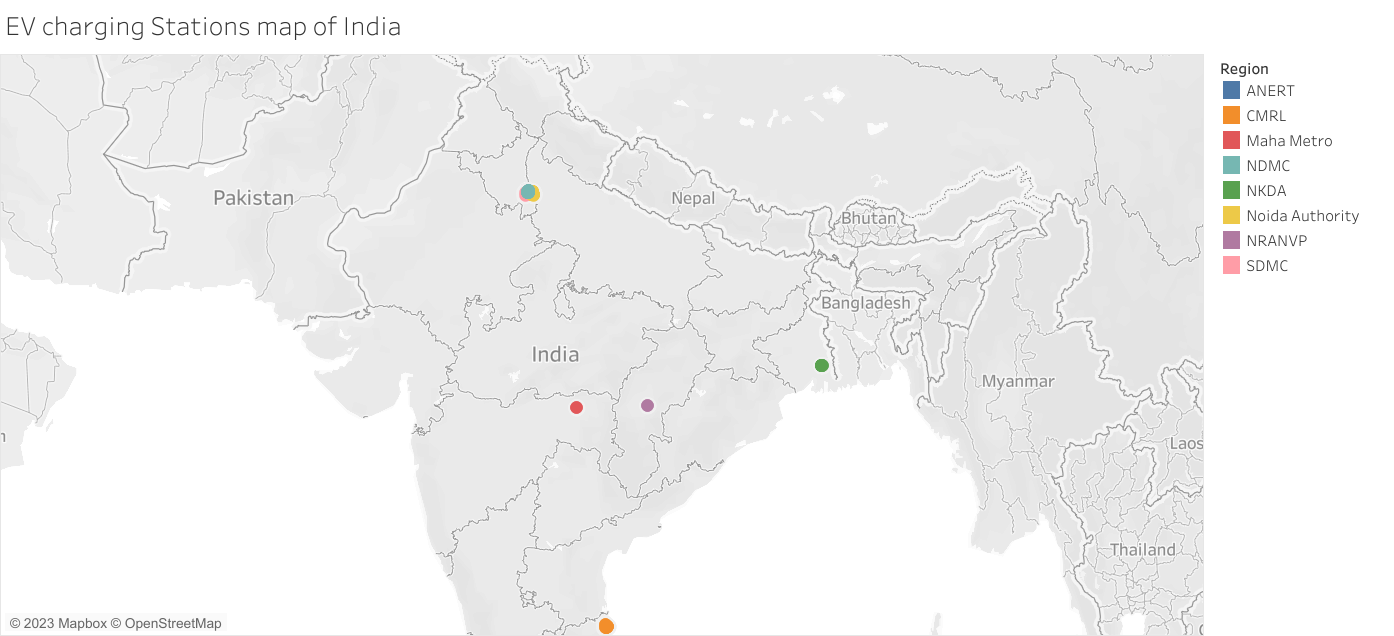 EV charging Stations map of India
Region
ANERT
CMRL
Maha Metro
NDMC
NKDA
Noida Authority
NRANVP
SDMC
Pakistan
Nepal
Bhutan
Bangladesh
India
Myanmar
Laos
Thailand
© 2023 Mapbox © OpenStreetMap